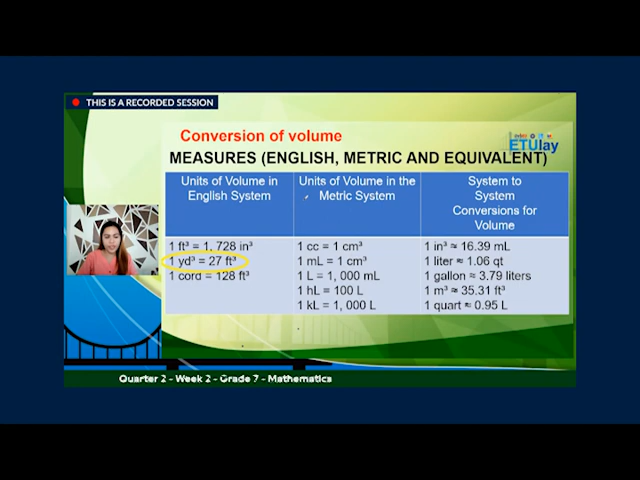 THIS IS A RECORDED SESSION
Conversion of volume
ETUlay
MEASURES (ENGLISH, METRIC AND EQUIVALENT)
Units of Volume in
English System
Units of Volume in the
Metric System
System to
System
Conversions for
Volume
1 ft³ = 1, 728 in³
1 yd³ = 27 ft³
1 cord = 128 ft³
1 cc = 1 cm³
1 mL = 1 cm³
1 L = 1, 000 mL
1 hL = 100 L
1 kL = 1, 000 L
1 in³ ≈ 16.39 mL
1 liter ≈ 1.06 qt
1 gallon ≈ 3.79 liters
1 m³ ≈ 35.31 ft³
1 quart ≈ 0.95 L
Quarter 2 - Week 2 - Grade 7 - Mathematics